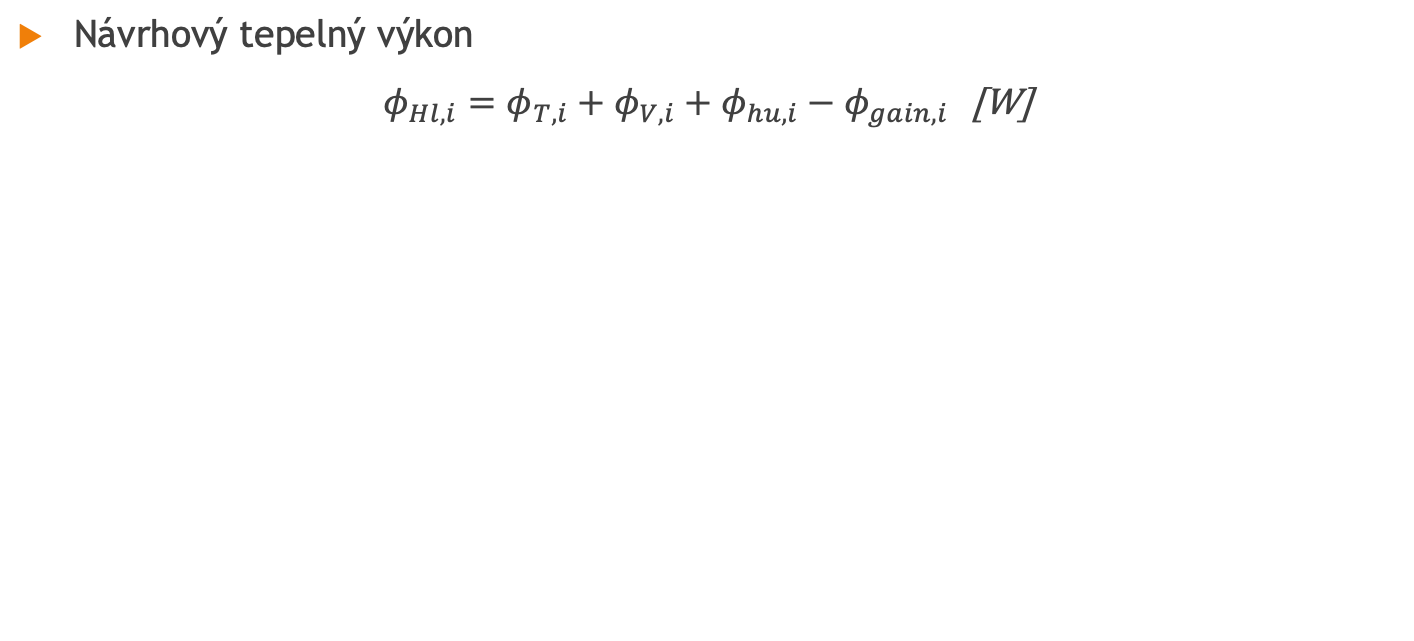 Návrhový tepelný výkon
ϕ_{Hl,i} = ϕ_{T,i} + ϕ_{V,i} + ϕ_{hu,i} − ϕ_{gain,i} [W]